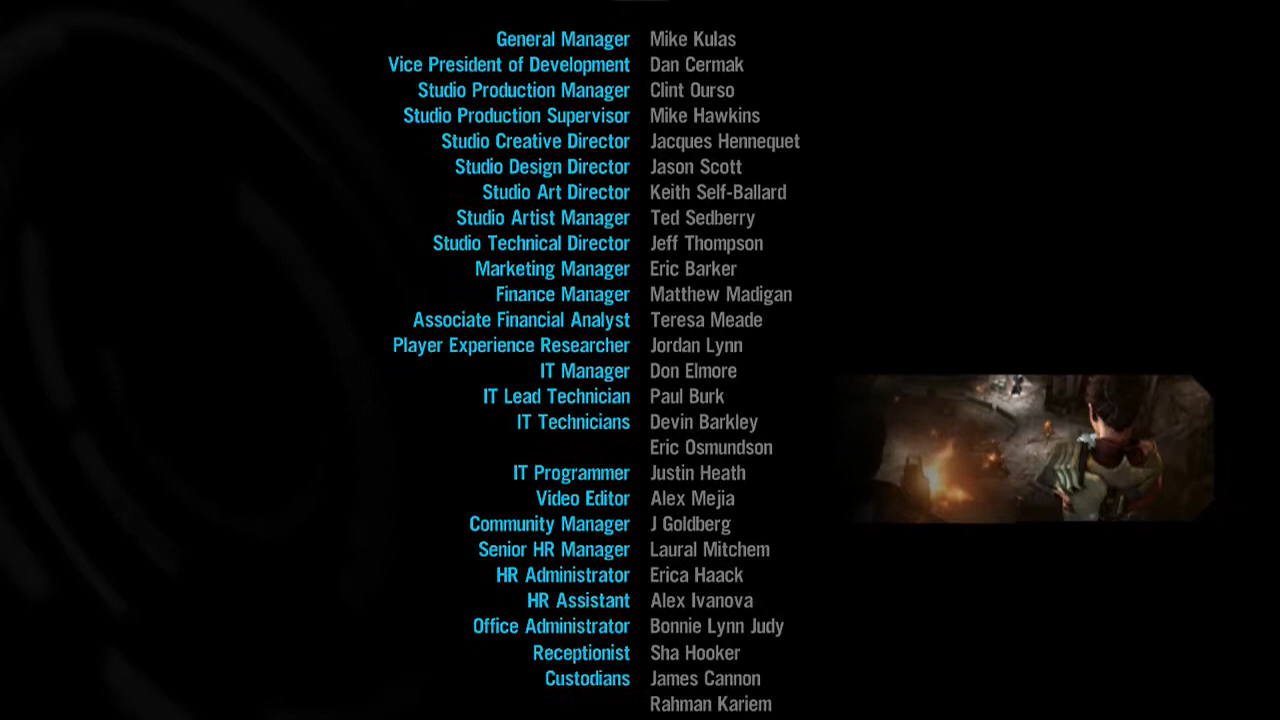 General Manager Mike Kulas
Vice President of Development Dan Cermak
Studio Production Manager Clint Ourso
Studio Production Supervisor Mike Hawkins
Studio Creative Director Jacques Hennequet
Studio Design Director Jason Scott
Studio Art Director Keith Self-Ballard
Studio Artist Manager Ted Sedberry
Studio Technical Director Jeff Thompson
Marketing Manager Eric Barker
Finance Manager Matthew Madigan
Associate Financial Analyst Teresa Meade
Player Experience Researcher Jordan Lynn
IT Manager Don Elmore
IT Lead Technician Paul Burk
IT Technicians Devin Barkley
Eric Osmundson
IT Programmer Justin Heath
Video Editor Alex Mejia
Community Manager J Goldberg
Senior HR Manager Laural Mitchem
HR Administrator Erica Haack
HR Assistant Alex Ivanova
Office Administrator Bonnie Lynn Judy
Receptionist Sha Hooker
Custodians James Cannon
Rahman Kariem